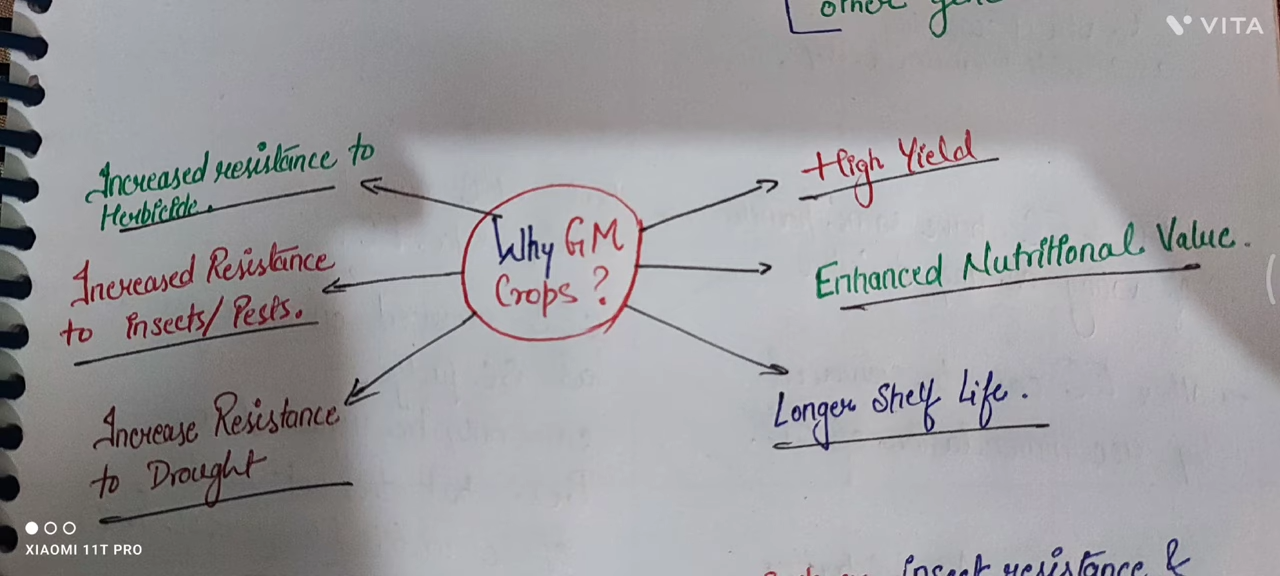 other
VITA
Increased resistance to
Herbicide.
Increased Resistance
to insects/Pests.
Increase Resistance
to Drought
Why GM
Crops?
High Yield
Enhanced Nutritional Value.
Longer Shelf Life.
XIAOMI 11T PRO
insect resistance &